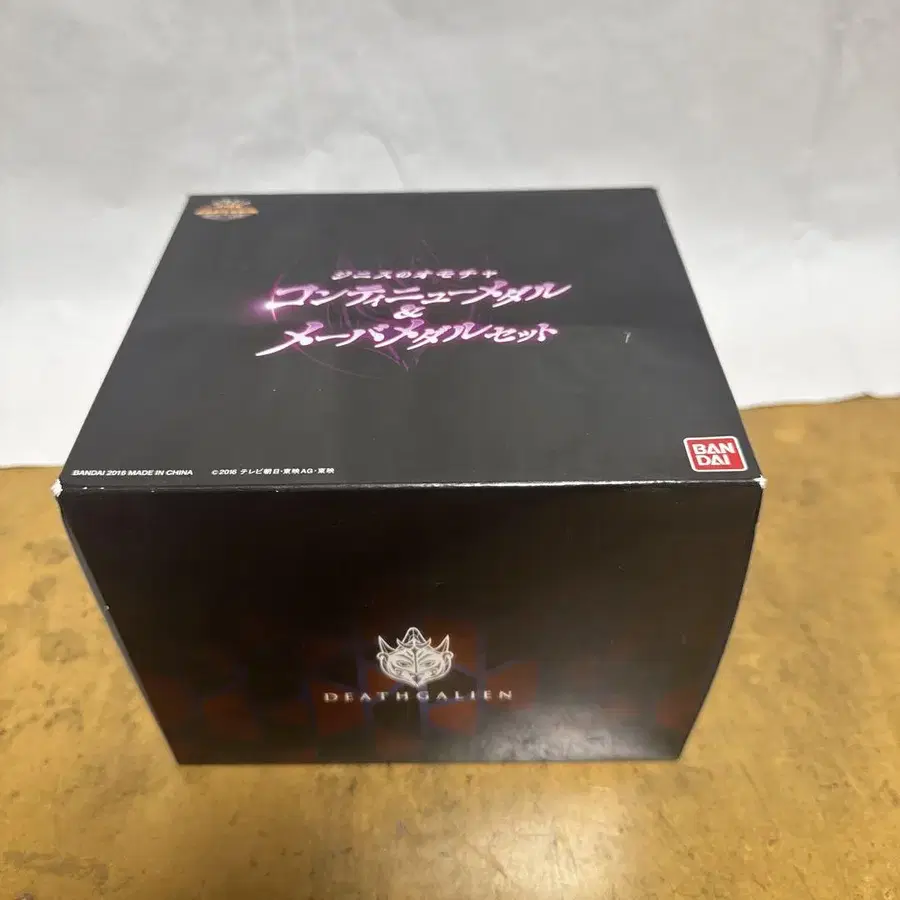 ジニスのオモチャ
コンティニューメダル
&
メーバメダルセット
BANDAI 2016 MADE IN CHINA ©2016 テレビ朝日・東映AG・東映
BAN
DAI
DEATHGALIEN